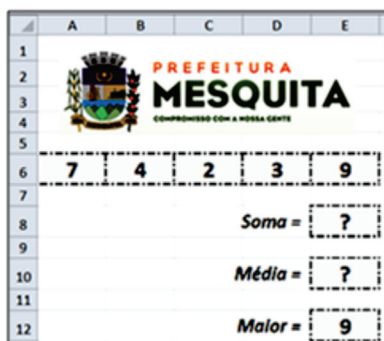 A B C D E
1
2 PREFEITURA
3 MESQUITA
4 COMPROMISSO COM A NOSSA GENTE
5
6 7 4 2 3 9
7
8 Soma = ?
9
10 Média = ?
11
12 Maior = 9